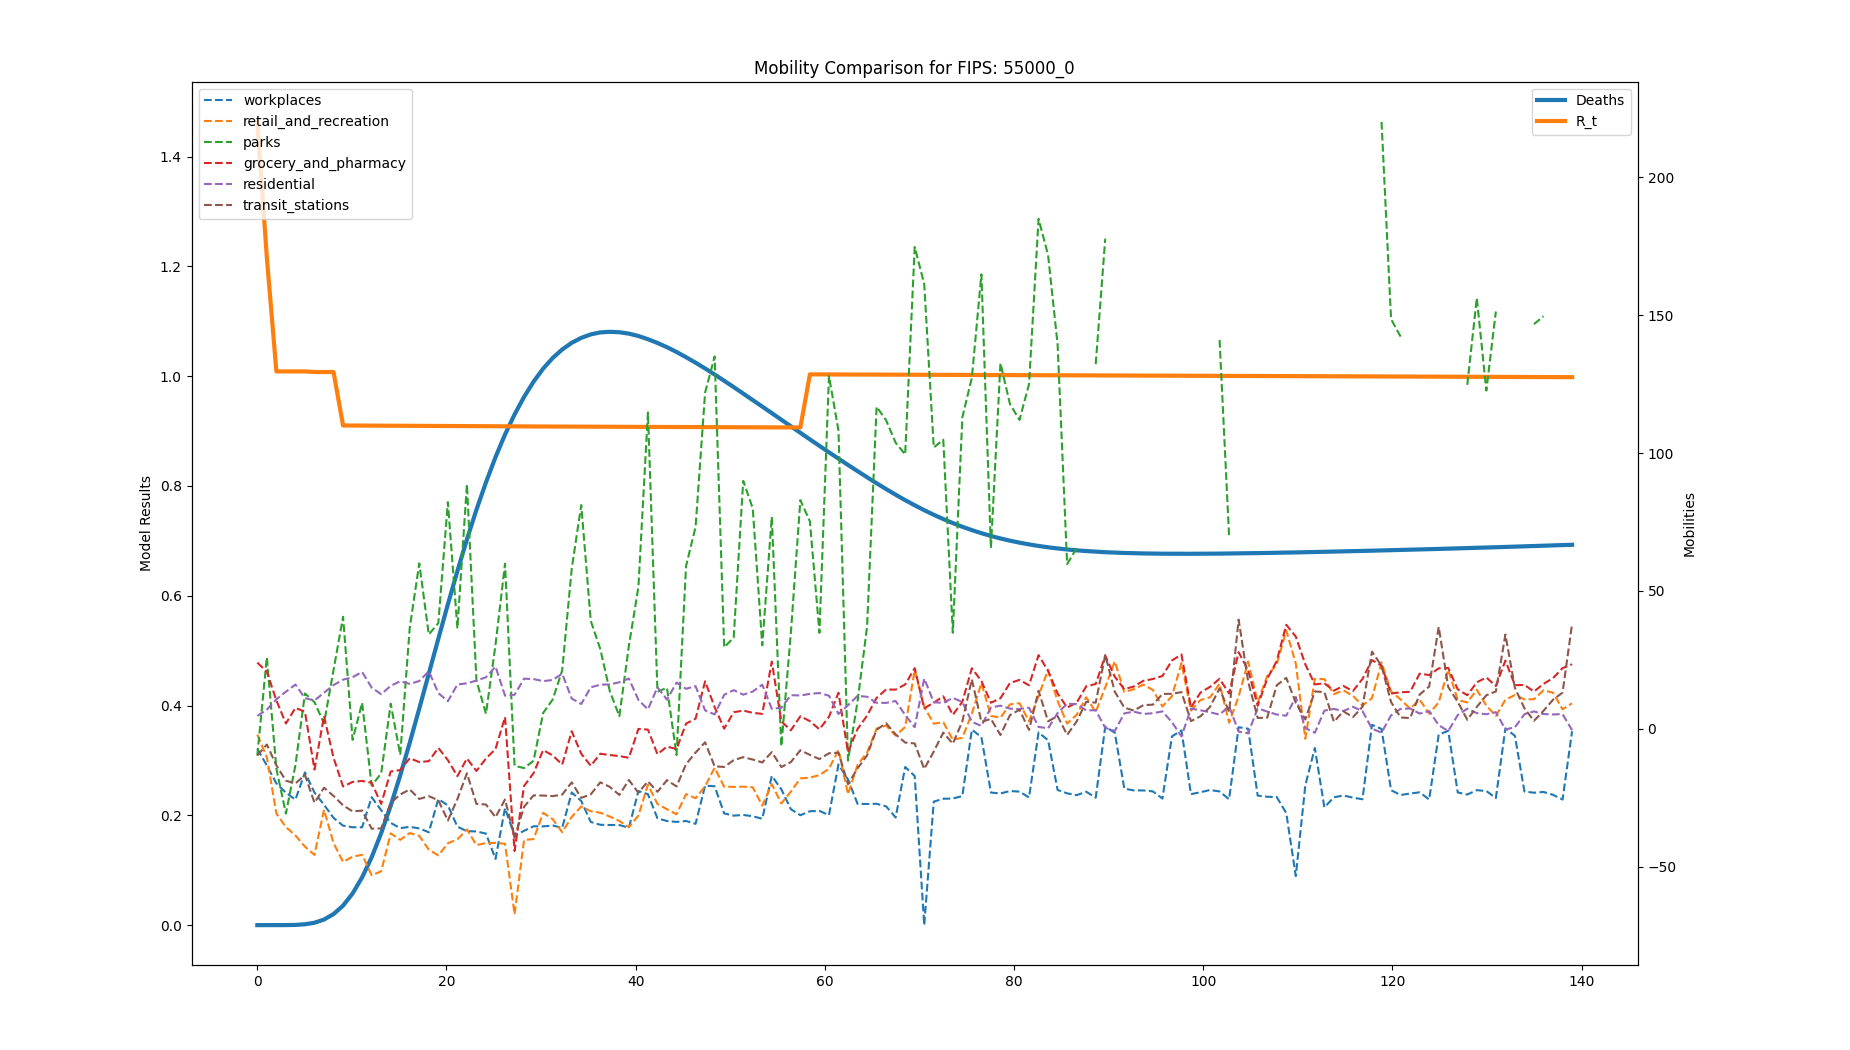 Mobility Comparison for FIPS: 55000_0
workplaces
retail_and_recreation
parks
grocery_and_pharmacy
residential
transit_stations
Deaths
R_t
Model Results
1.4
1.2
1.0
0.8
0.6
0.4
0.2
0.0
Mobilities
200
150
100
50
0
−50
0 20 40 60 80 100 120 140